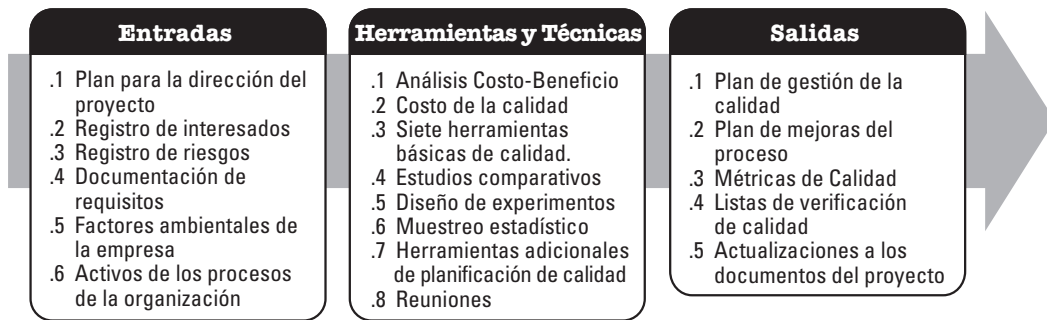 Entradas
.1 Plan para la dirección del
proyecto
.2 Registro de interesados
.3 Registro de riesgos
.4 Documentación de
requisitos
.5 Factores ambientales de
la empresa
.6 Activos de los procesos
de la organización
Herramientas y Técnicas
.1 Análisis Costo-Beneficio
.2 Costo de la calidad
.3 Siete herramientas
básicas de calidad.
.4 Estudios comparativos
.5 Diseño de experimentos
.6 Muestreo estadístico
.7 Herramientas adicionales
de planificación de calidad
.8 Reuniones
Salidas
.1 Plan de gestión de la
calidad
.2 Plan de mejoras del
proceso
.3 Métricas de Calidad
.4 Listas de verificación
de calidad
.5 Actualizaciones a los
documentos del proyecto